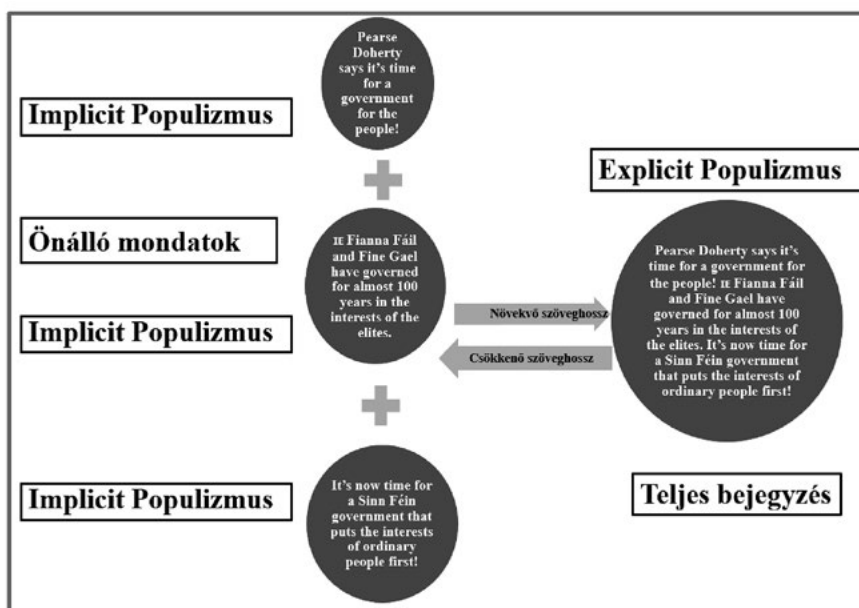 Pearse
Doherty
says it's time
for a
government
for the
people!
Implicit Populizmus
Önálló mondatok
IE Fianna Fáil
and Fine Gael
have governed
for almost 100
years in the
interests of the
elites.
Implicit Populizmus
It's now time for
a Sinn Féin
government that
puts the interests
of ordinary
people first!
Implicit Populizmus
Növekvő szöveghossz
Csökkenő szöveghossz
Explicit Populizmus
Pearse Doherty says it's
time for a government for
the people! IE Fianna Fáil
and Fine Gael have
governed for almost 100
years in the interests of
the elites. It's now time for
a Sinn Féin government
that puts the interests of
ordinary people first!
Teljes bejegyzés